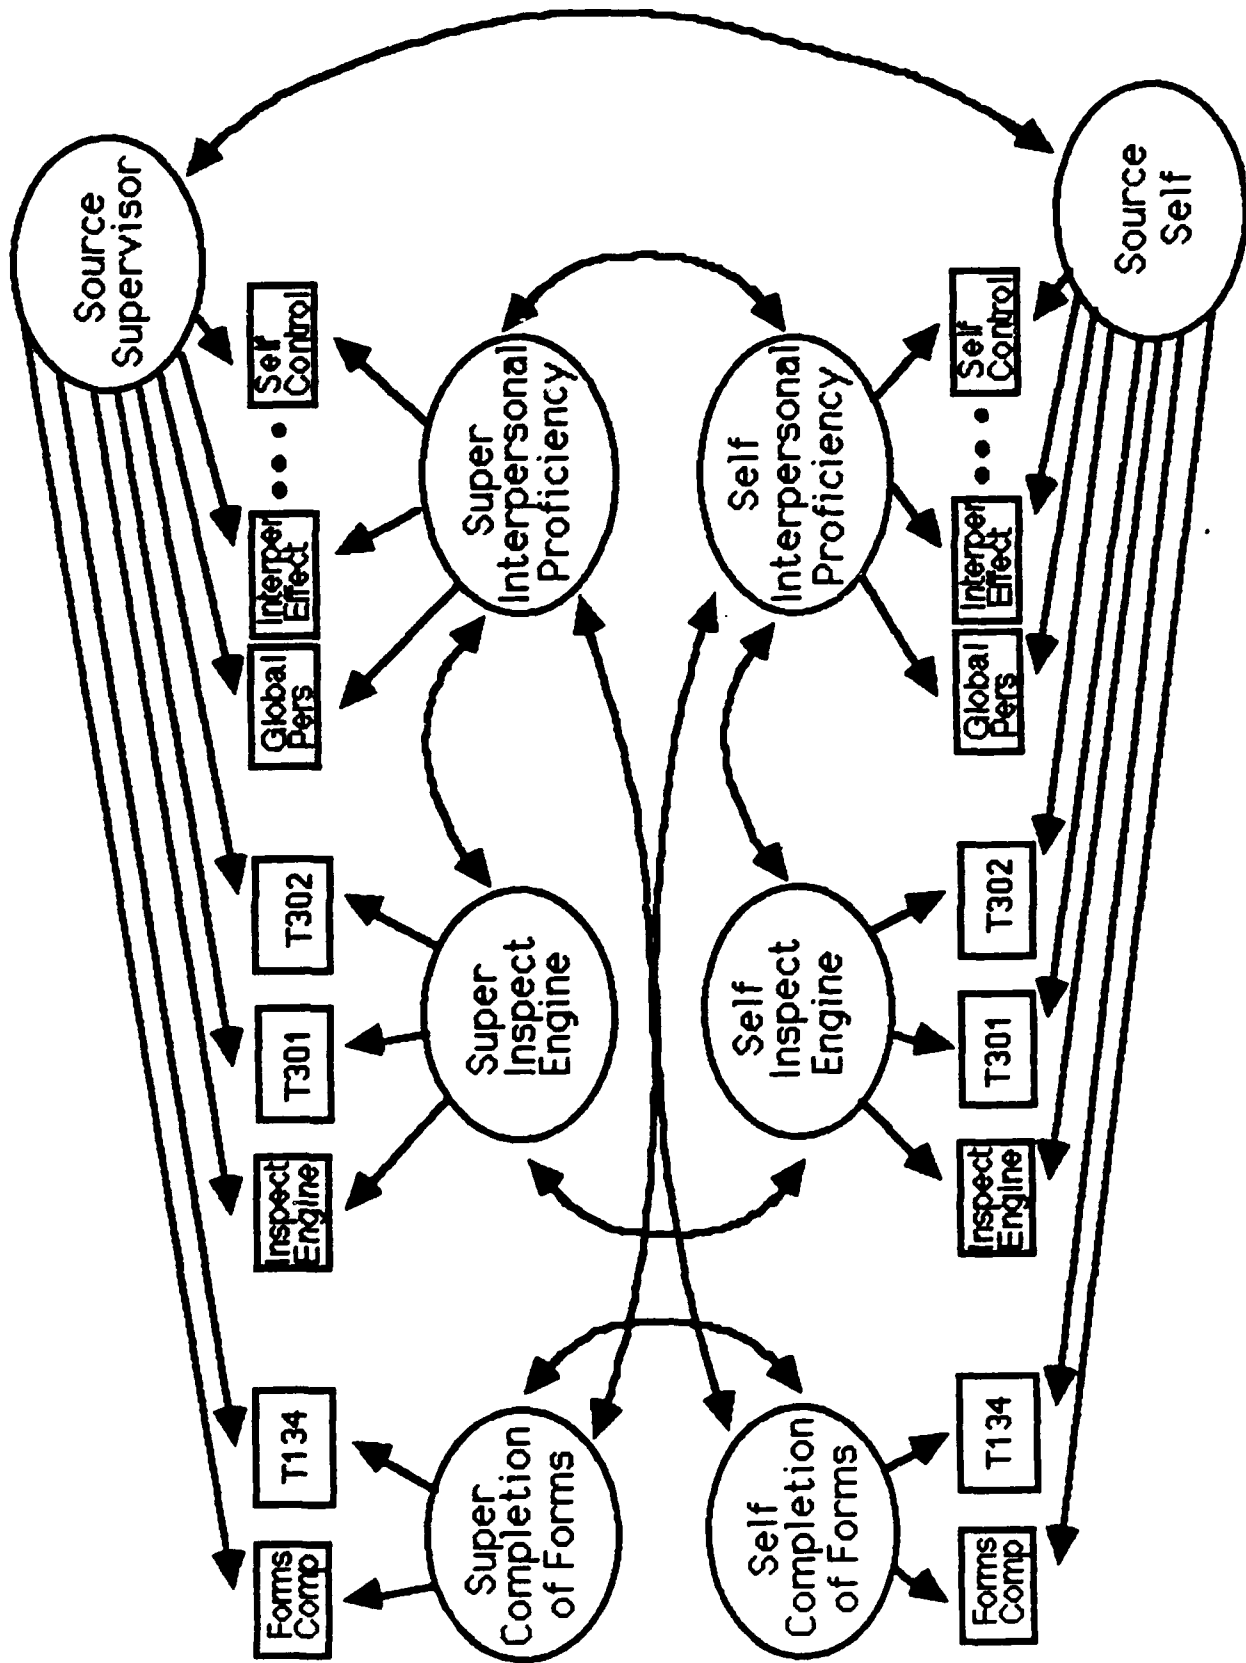 Forms
Comp
T134
Inspect
Engine
T301
T302
Global
Pers
Interper
Effect
Self
Control
Source
Supervisor
Super
Completion
of Forms
Super
Inspect
Engine
Super
Interpersonal
Proficiency
Self
Completion
of Forms
Self
Inspect
Engine
Self
Interpersonal
Proficiency
Forms
Comp
T134
Inspect
Engine
T301
T302
Global
Pers
Interper
Effect
Self
Control
Source
Self